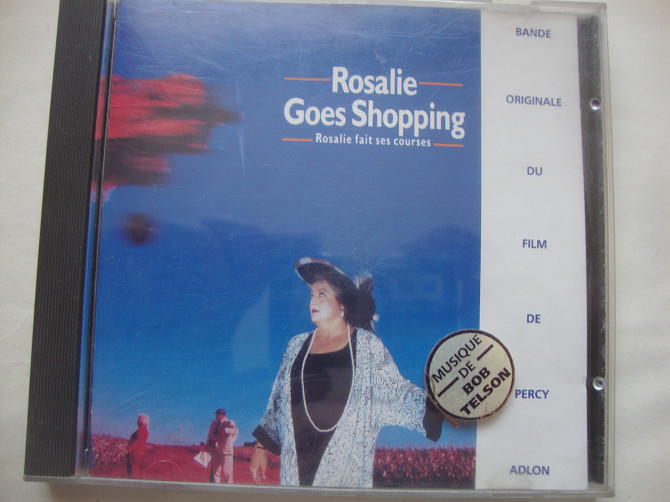 Rosalie
Goes Shopping
Rosalie fait ses courses
BANDE
ORIGINALE
DU
FILM
DE
PERCY
ADLON
MUSIQUE
DE
BOB
TELSON